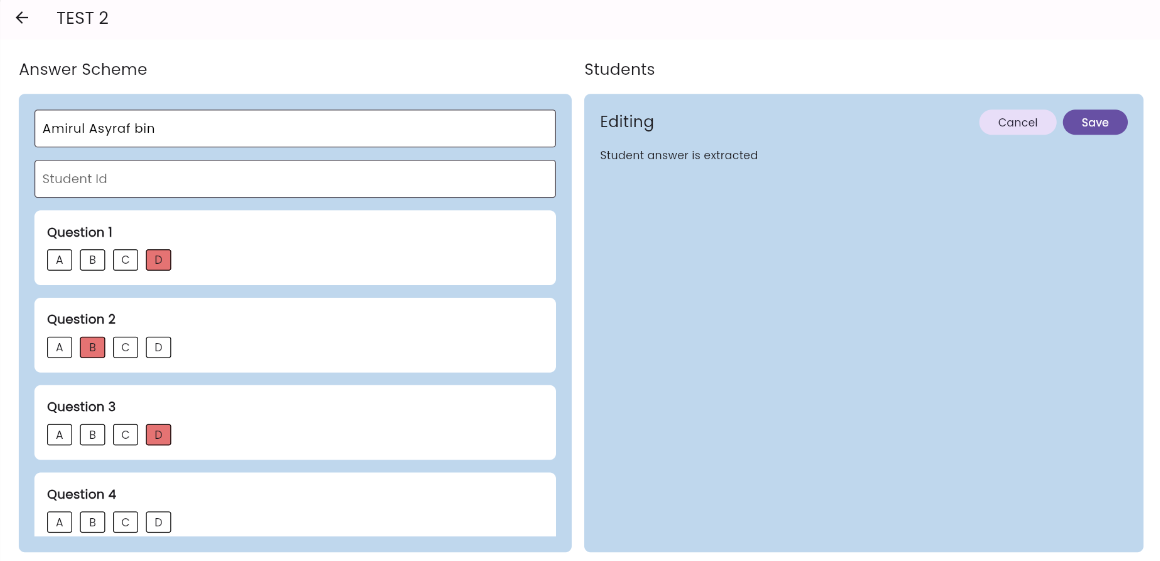 TEST 2
Answer Scheme
Amirul Asyraf bin
Student Id
Question 1
A B C D
Question 2
A B C D
Question 3
A B C D
Question 4
A B C D
Students
Editing
Cancel
Save
Student answer is extracted